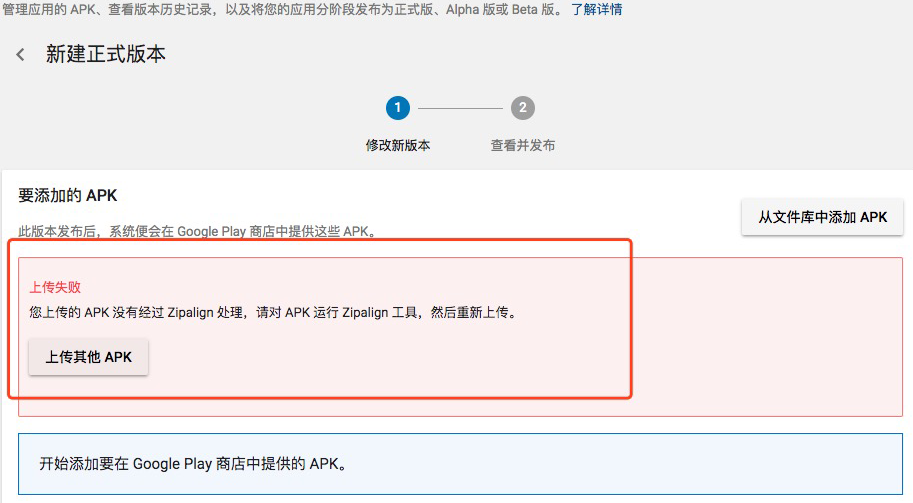 管理应用的 APK、查看版本历史记录，以及将您的应用分阶段发布为正式版、Alpha 版或 Beta 版。 了解详情
新建正式版本
1
2
修改新版本
查看并发布
要添加的 APK
从文件库中添加 APK
此版本发布后，系统便会在 Google Play 商店中提供这些 APK。
上传失败
您上传的 APK 没有经过 Zipalign 处理，请对 APK 运行 Zipalign 工具，然后重新上传。
上传其他 APK
开始添加要在 Google Play 商店中提供的 APK。